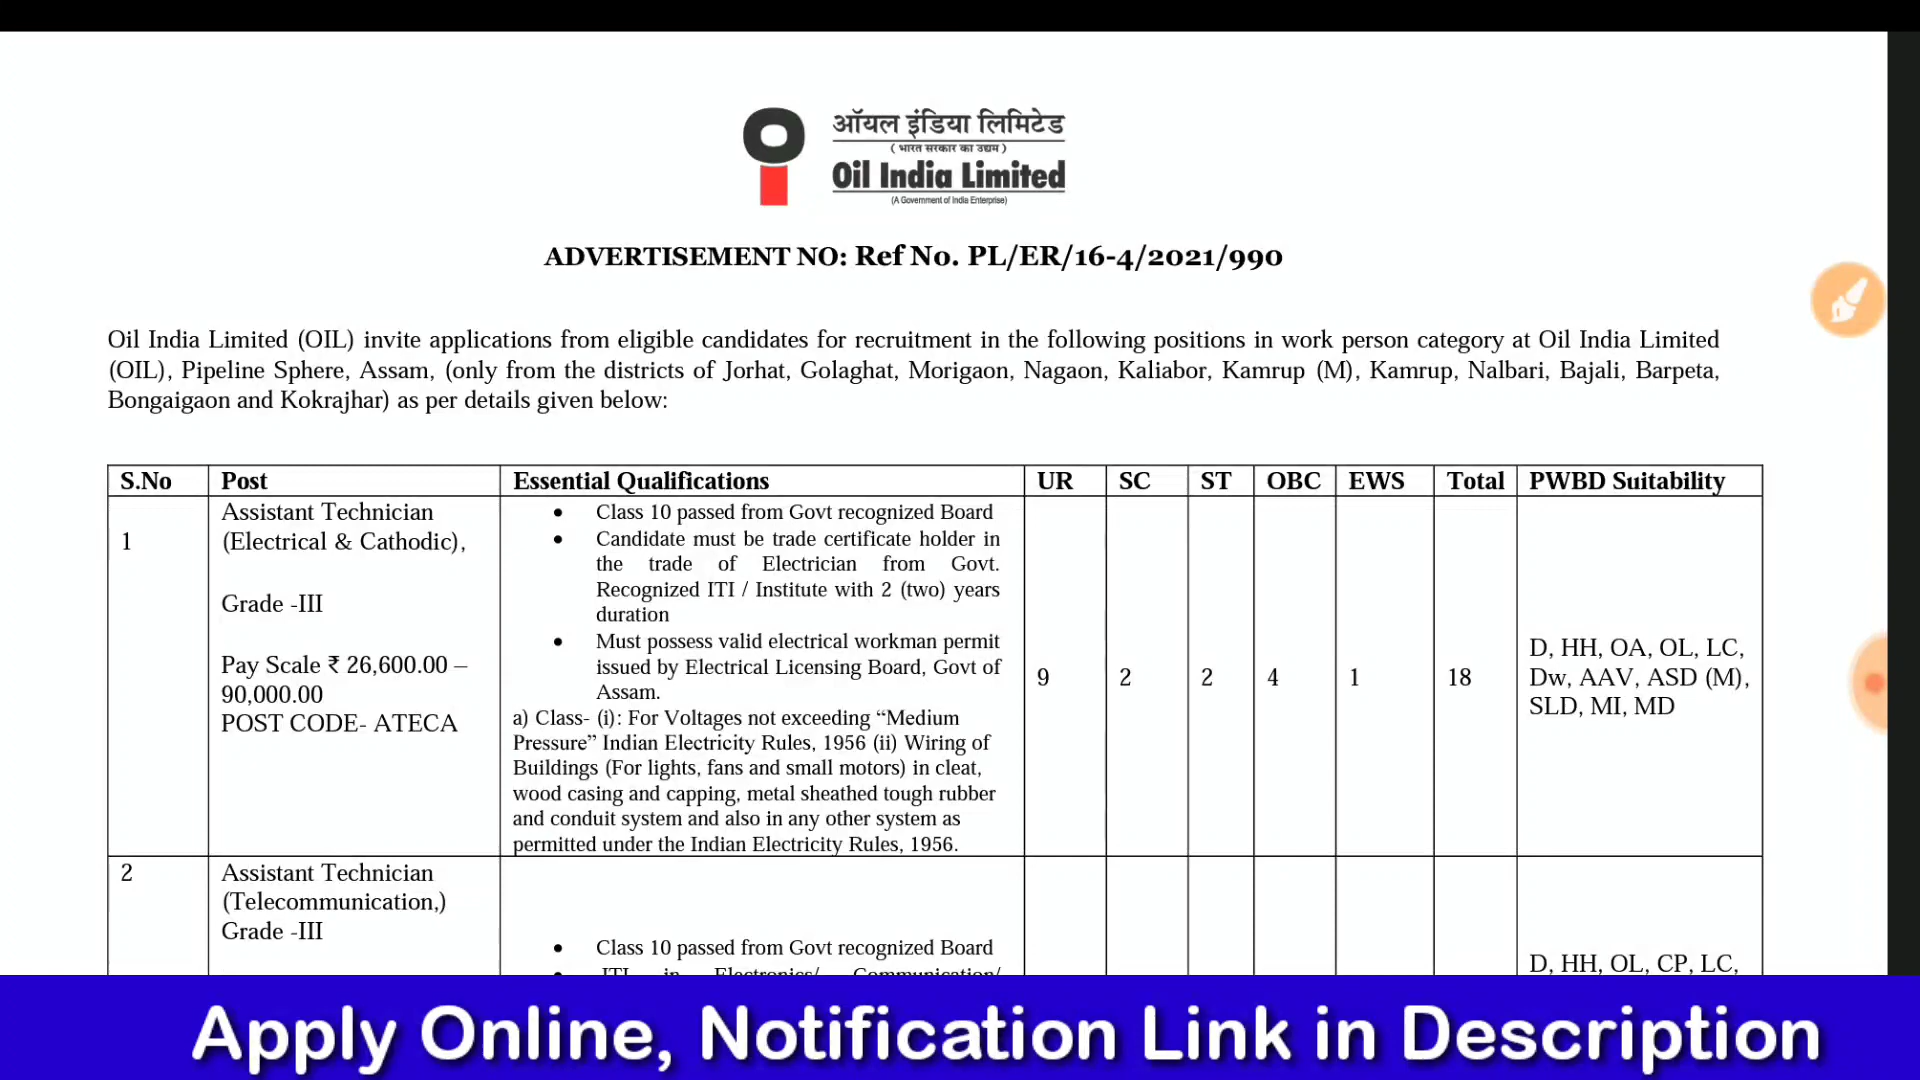 ऑयल इंडिया लिमिटेड
( भारत सरकार का उद्यम )
Oil India Limited
(A Government of India Enterprise)
ADVERTISEMENT NO: Ref No. PL/ER/16-4/2021/990
Oil India Limited (OIL) invite applications from eligible candidates for recruitment in the following positions in work person category at Oil India Limited
(OIL), Pipeline Sphere, Assam, (only from the districts of Jorhat, Golaghat, Morigaon, Nagaon, Kaliabor, Kamrup (M), Kamrup, Nalbari, Bajali, Barpeta,
Bongaigaon and Kokrajhar) as per details given below:
S.No Post Essential Qualifications UR SC ST OBC EWS Total PWBD Suitability
1
Assistant Technician
(Electrical & Cathodic),
Grade -III
Pay Scale ₹ 26,600.00 –
90,000.00
POST CODE- ATECA
• Class 10 passed from Govt recognized Board
• Candidate must be trade certificate holder in
the trade of Electrician from Govt.
Recognized ITI / Institute with 2 (two) years
duration
• Must possess valid electrical workman permit
issued by Electrical Licensing Board, Govt of
Assam.
a) Class- (i): For Voltages not exceeding “Medium
Pressure” Indian Electricity Rules, 1956 (ii) Wiring of
Buildings (For lights, fans and small motors) in cleat,
wood casing and capping, metal sheathed tough rubber
and conduit system and also in any other system as
permitted under the Indian Electricity Rules, 1956.
9 2 2 4 1 18
D, HH, OA, OL, LC,
Dw, AAV, ASD (M),
SLD, MI, MD
2
Assistant Technician
(Telecommunication,)
Grade -III
• Class 10 passed from Govt recognized Board
• ITI in Electronics/ Communication/
D, HH, OL, CP, LC,
Apply Online, Notification Link in Description